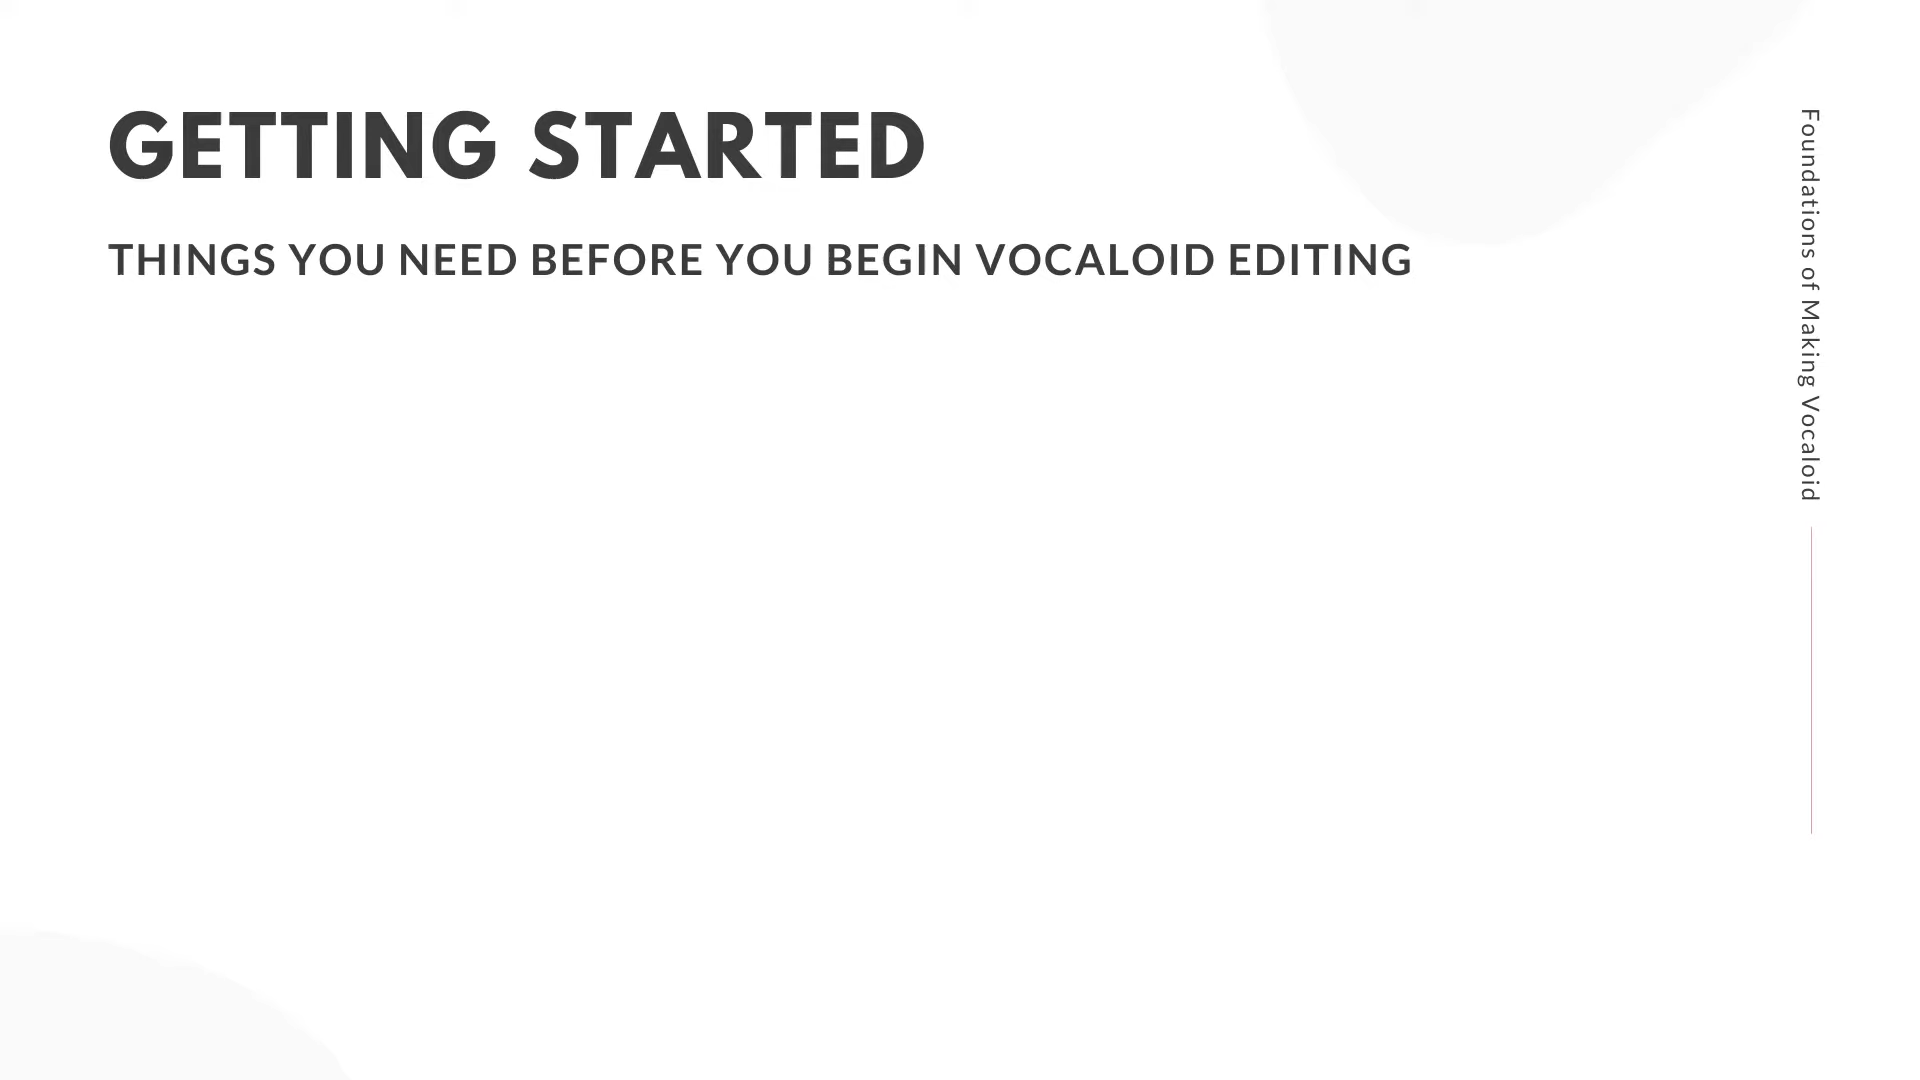 GETTING STARTED
THINGS YOU NEED BEFORE YOU BEGIN VOCALOID EDITING
Foundations of Making Vocaloid